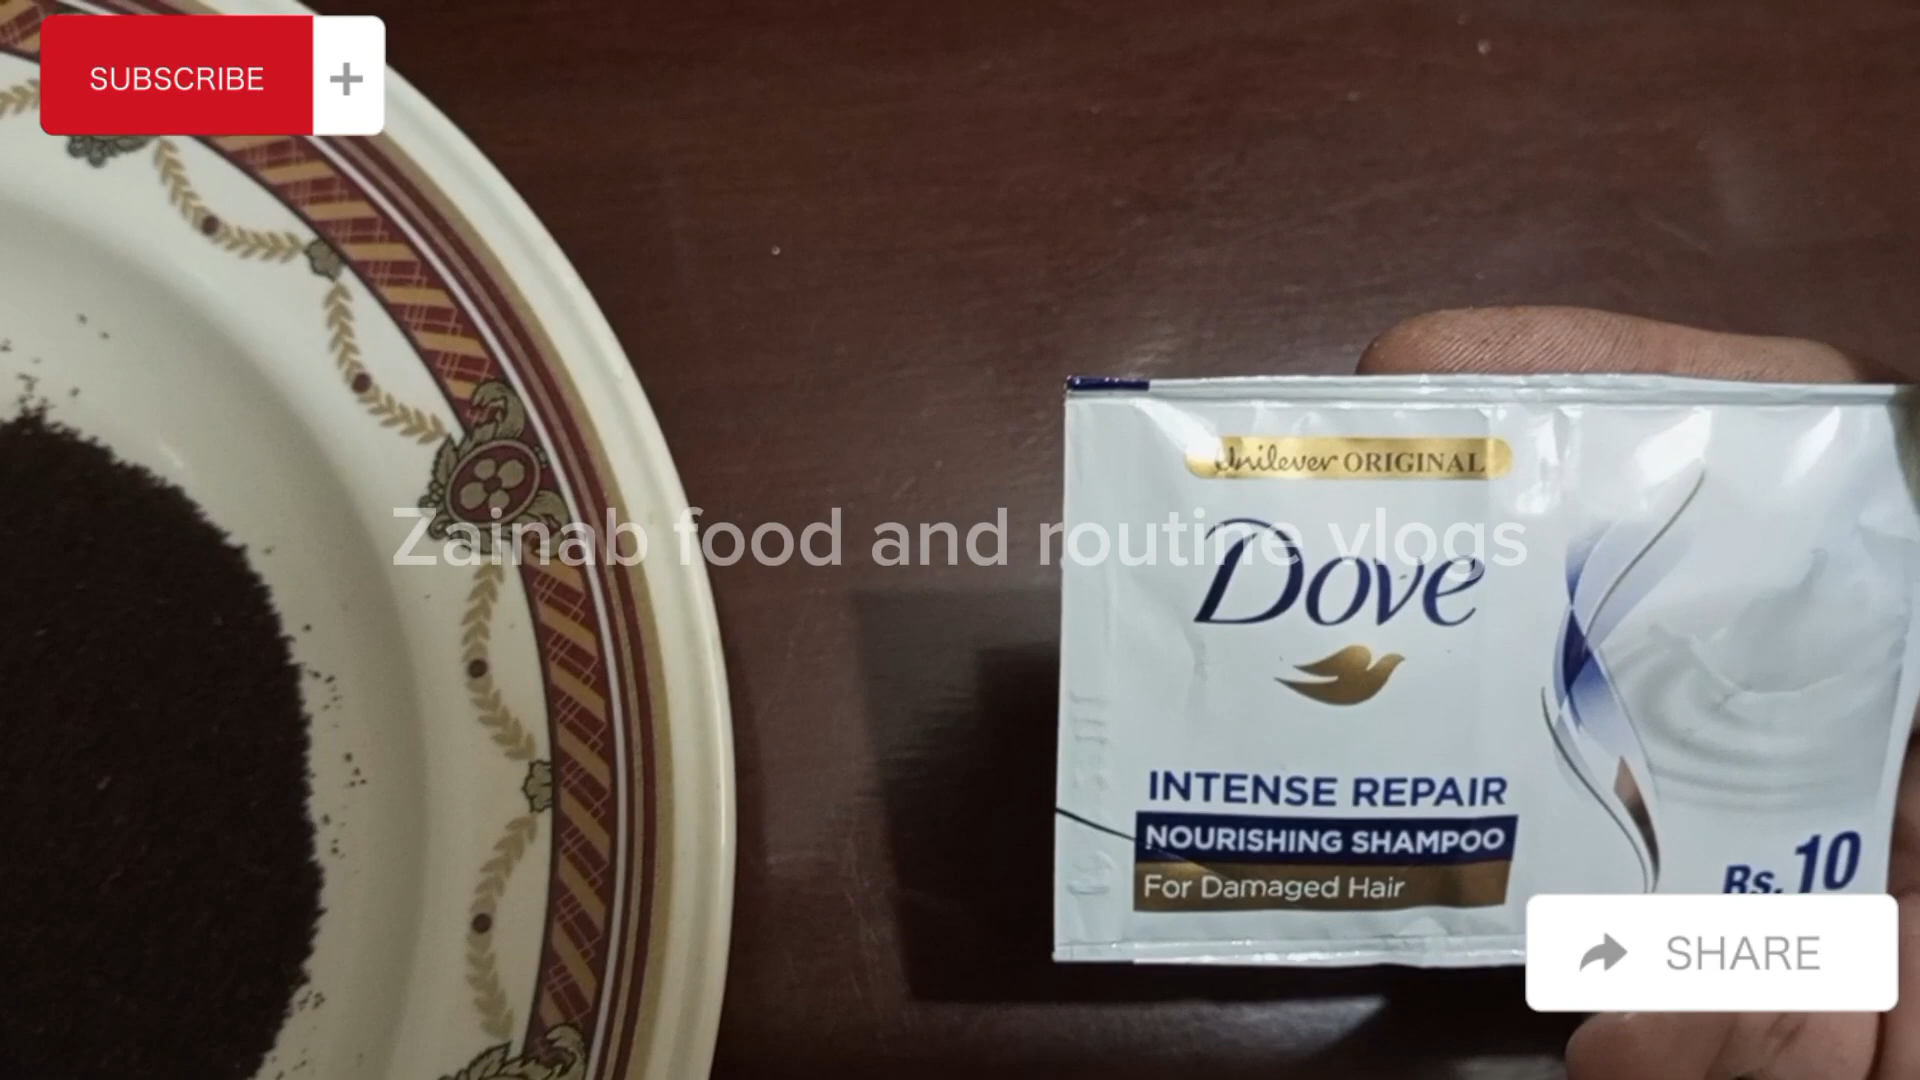 SUBSCRIBE +
Unilever ORIGINAL
Zainab food and routine vlogs
Dove
INTENSE REPAIR
NOURISHING SHAMPOO
For Damaged Hair
Rs. 10
SHARE